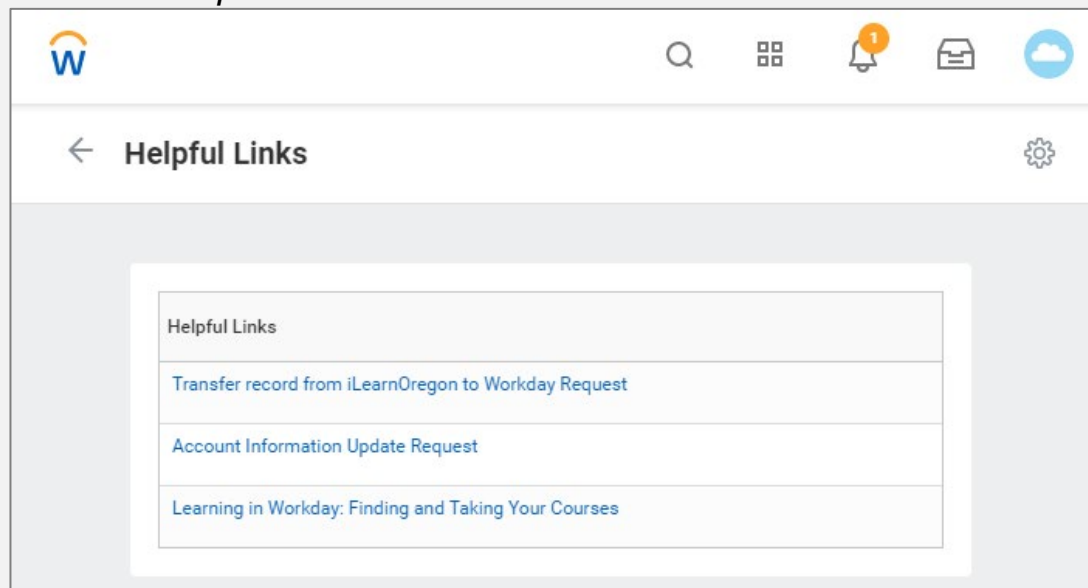 W
1
Helpful Links
Helpful Links
Transfer record from iLearnOregon to Workday Request
Account Information Update Request
Learning in Workday: Finding and Taking Your Courses